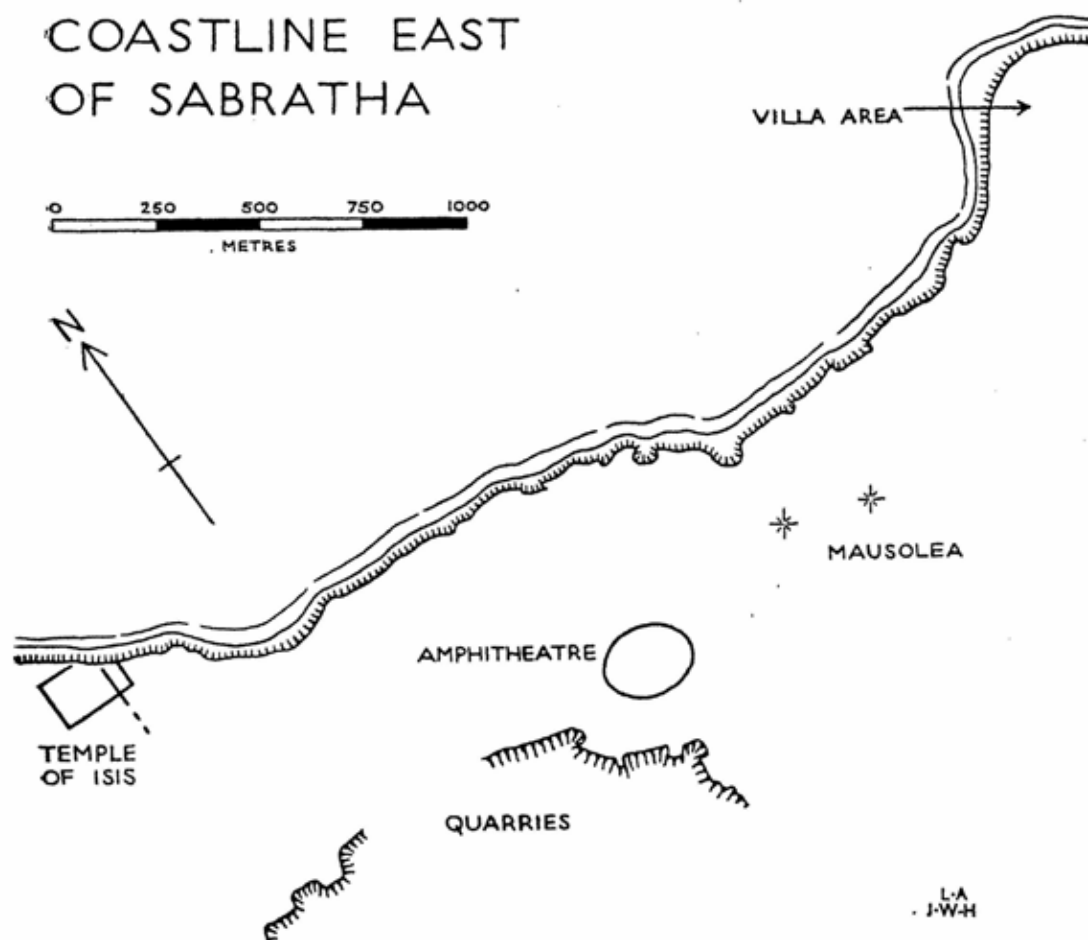 COASTLINE EAST
OF SABRATHA
VILLA AREA
0 250 500 750 1000
METRES
N
MAUSOLEA
AMPHITHEATRE
TEMPLE
OF ISIS
QUARRIES
L·A
J·W·H